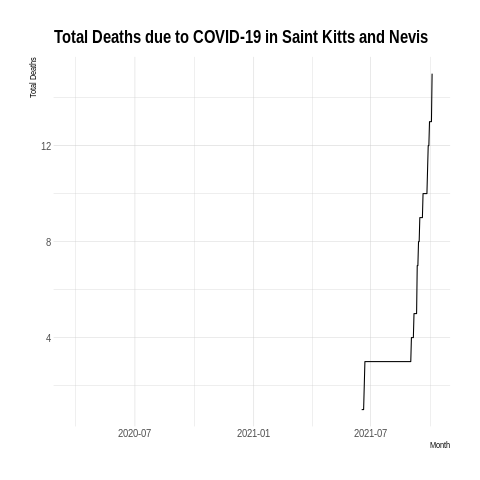 Total Deaths due to COVID-19 in Saint Kitts and Nevis
Total Deaths
12
8
4
2020-07
2021-01
2021-07
Month